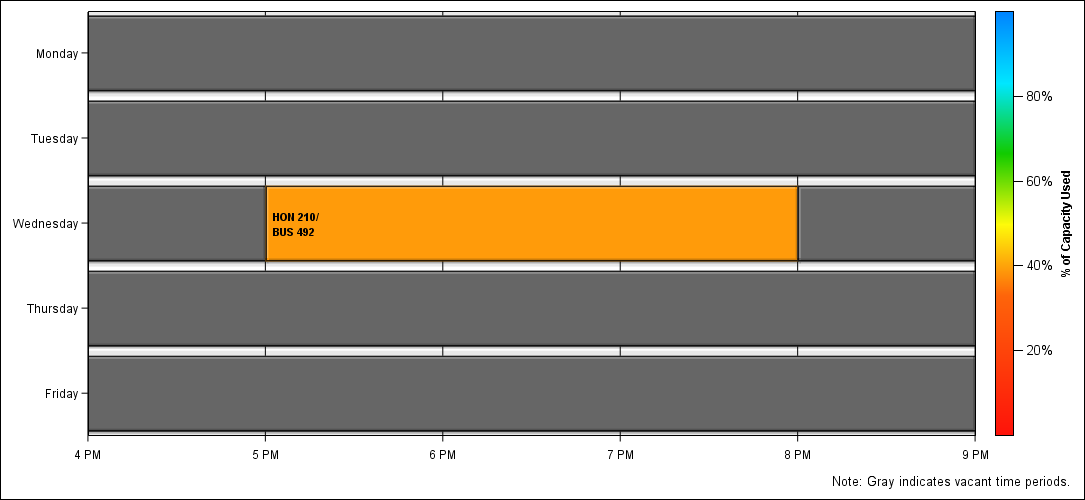 Monday
Tuesday
Wednesday
Thursday
Friday
HON 210/
BUS 492
4 PM
5 PM
6 PM
7 PM
8 PM
9 PM
80%
60%
40%
20%
% of Capacity Used
Note: Gray indicates vacant time periods.